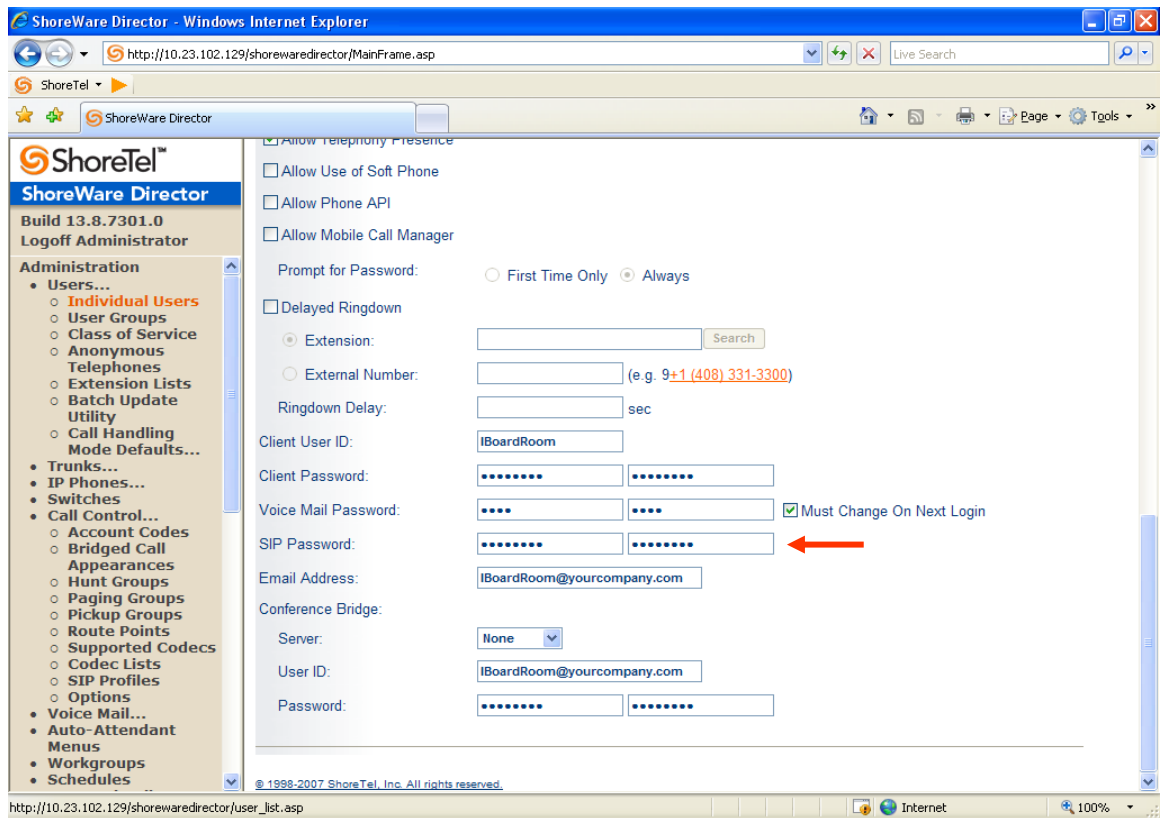 ShoreWare Director - Windows Internet Explorer
http://10.23.102.129/shorewaredirector/MainFrame.asp
Live Search
ShoreTel
ShoreWare Director
Page
Tools
»
ShoreTel™
ShoreWare Director
Build 13.8.7301.0
Logoff Administrator
Administration
• Users...
○ Individual Users
○ User Groups
○ Class of Service
○ Anonymous
Telephones
○ Extension Lists
○ Batch Update
Utility
○ Call Handling
Mode Defaults...
• Trunks...
• IP Phones...
• Switches
• Call Control...
○ Account Codes
○ Bridged Call
Appearances
○ Hunt Groups
○ Paging Groups
○ Pickup Groups
○ Route Points
○ Supported Codecs
○ Codec Lists
○ SIP Profiles
○ Options
• Voice Mail...
• Auto-Attendant
Menus
• Workgroups
• Schedules
Allow Telephony Presence
Allow Use of Soft Phone
Allow Phone API
Allow Mobile Call Manager
Prompt for Password: First Time Only Always
Delayed Ringdown
Extension: Search
External Number: (e.g. 9+1 (408) 331-3300)
Ringdown Delay: sec
Client User ID: IBoardRoom
Client Password: •••••••• ••••••••
Voice Mail Password: •••• •••• Must Change On Next Login
SIP Password: •••••••• ••••••••
Email Address: IBoardRoom@yourcompany.com
Conference Bridge:
Server: None
User ID: IBoardRoom@yourcompany.com
Password: •••••••• ••••••••
© 1998-2007 ShoreTel, Inc. All rights reserved.
http://10.23.102.129/shorewaredirector/user_list.asp
Internet
100%